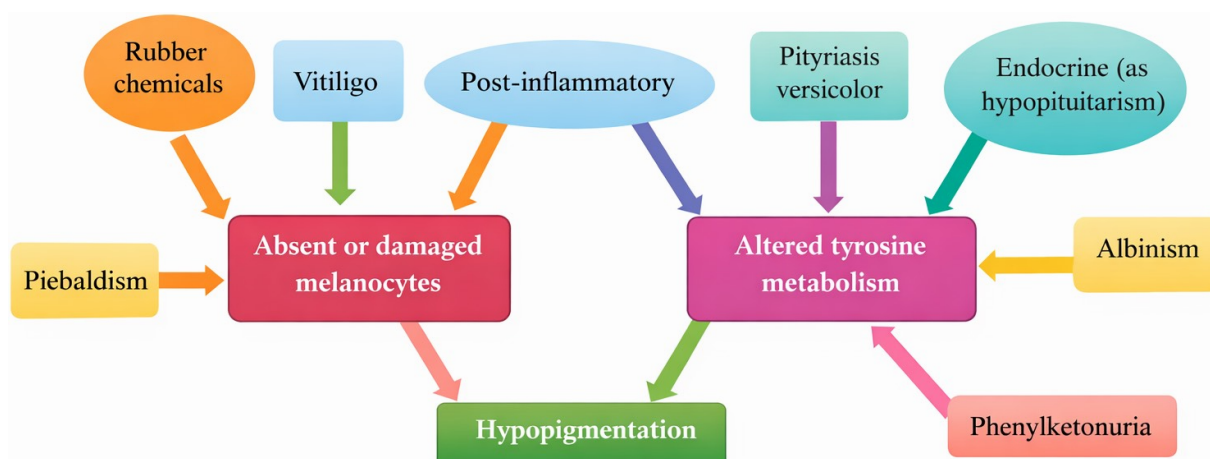 Rubber
chemicals
Vitiligo
Post-inflammatory
Pityriasis
versicolor
Endocrine (as
hypopituitarism)
Piebaldism
Absent or damaged
melanocytes
Altered tyrosine
metabolism
Albinism
Hypopigmentation
Phenylketonuria